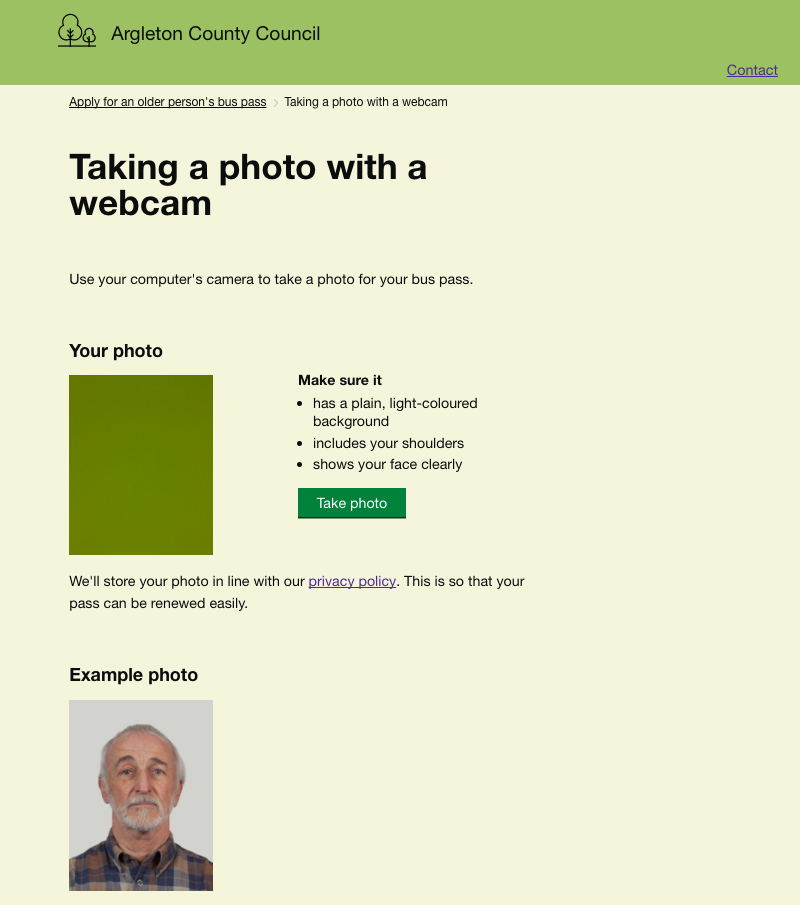 Argleton County Council
Contact
Apply for an older person's bus pass > Taking a photo with a webcam
Taking a photo with a
webcam
Use your computer's camera to take a photo for your bus pass.
Your photo
Make sure it
• has a plain, light-coloured
background
• includes your shoulders
• shows your face clearly
Take photo
We'll store your photo in line with our privacy policy. This is so that your
pass can be renewed easily.
Example photo